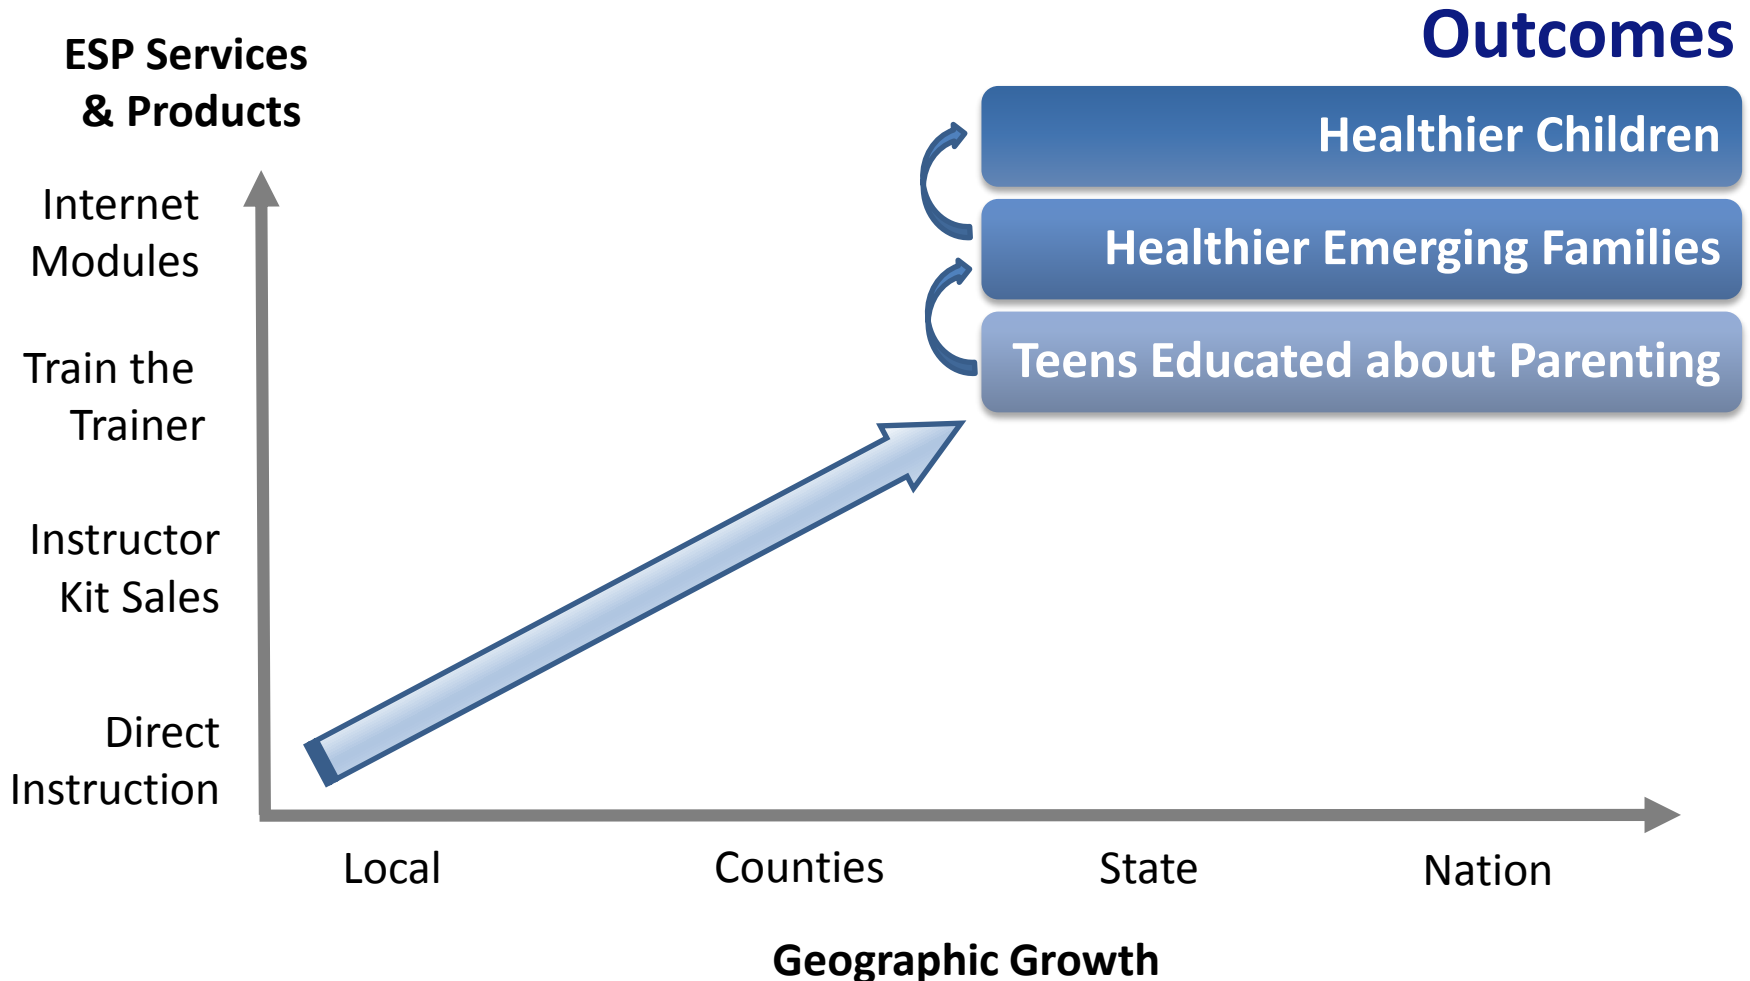 Outcomes
ESP Services
& Products
Healthier Children
Internet
Modules
Healthier Emerging Families
Train the
Trainer
Teens Educated about Parenting
Instructor
Kit Sales
Direct
Instruction
Local
Counties
State
Nation
Geographic Growth